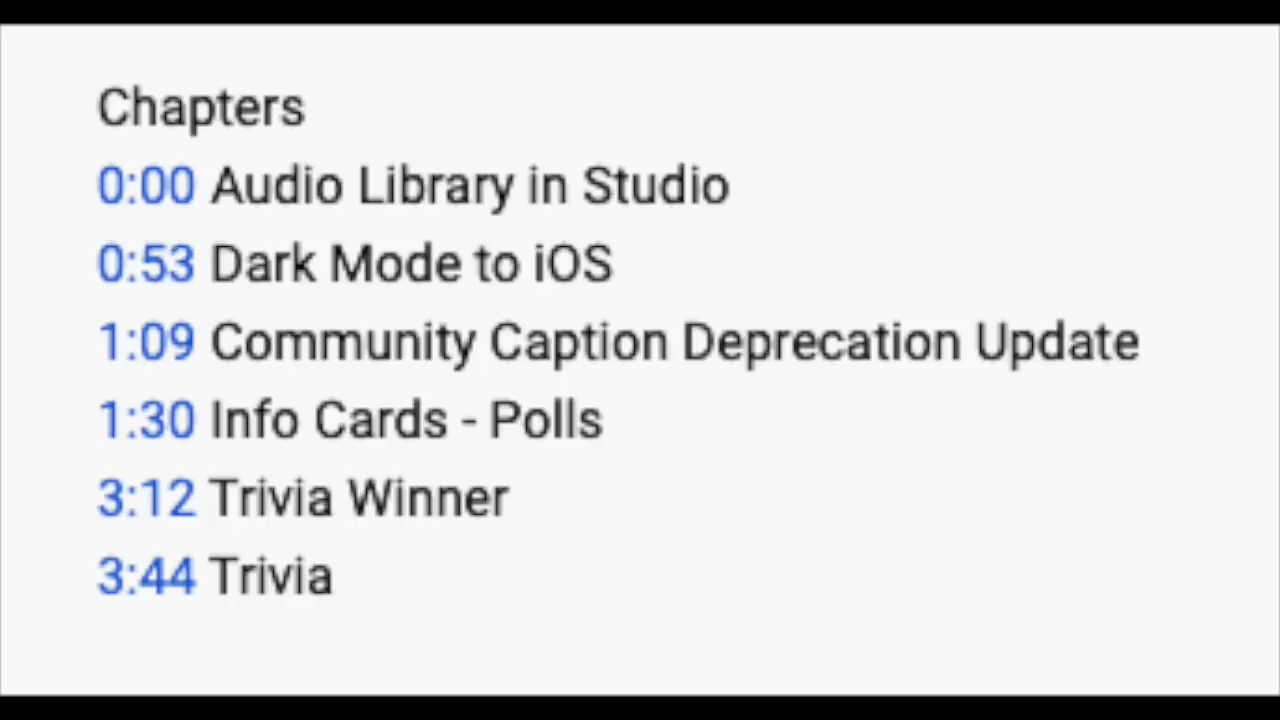 Chapters
0:00 Audio Library in Studio
0:53 Dark Mode to iOS
1:09 Community Caption Deprecation Update
1:30 Info Cards - Polls
3:12 Trivia Winner
3:44 Trivia